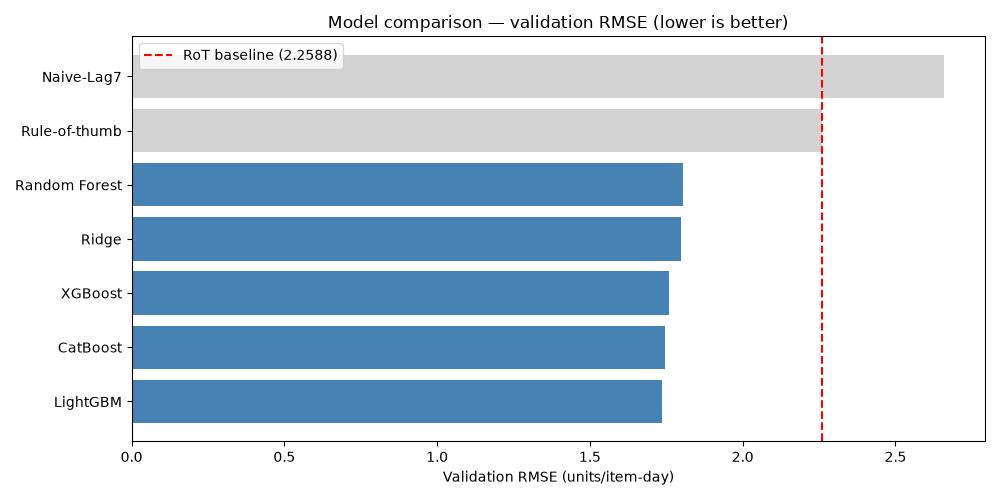 Model comparison — validation RMSE (lower is better)
RoT baseline (2.2588)
Naive-Lag7
Rule-of-thumb
Random Forest
Ridge
XGBoost
CatBoost
LightGBM
0.0 0.5 1.0 1.5 2.0 2.5
Validation RMSE (units/item-day)